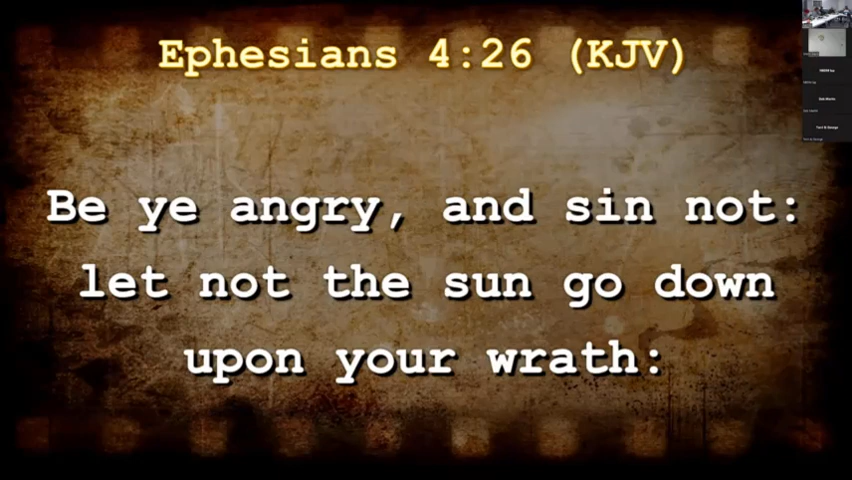 Ephesians 4:26 (KJV)
Be ye angry, and sin not:
let not the sun go down
upon your wrath: